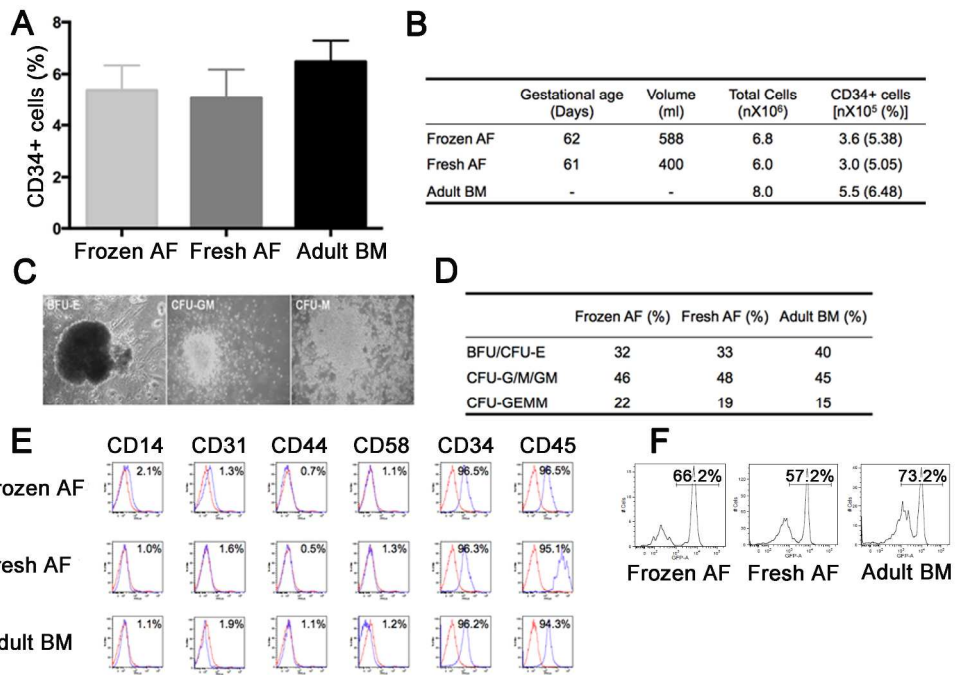 A
8
6
4
2
0
CD34+ cells (%)
Frozen AF Fresh AF Adult BM
B
Gestational age (Days) Volume (ml) Total Cells (nX10⁶) CD34+ cells [nX10⁵ (%)]
Frozen AF 62 588 6.8 3.6 (5.38)
Fresh AF 61 400 6.0 3.0 (5.05)
Adult BM - - 8.0 5.5 (6.48)
C
BFU-E CFU-GM CFU-M
D
Frozen AF (%) Fresh AF (%) Adult BM (%)
BFU/CFU-E 32 33 40
CFU-G/M/GM 46 48 45
CFU-GEMM 22 19 15
E
CD14 CD31 CD44 CD58 CD34 CD45
rozen AF 2.1% 1.3% 0.7% 1.1% 96.5% 96.5%
resh AF 1.0% 1.6% 0.5% 1.3% 96.3% 95.1%
dult BM 1.1% 1.9% 1.1% 1.2% 96.2% 94.3%
F
66.2% 57.2% 73.2%
# Cells # Cells # Cells
GFP-A GFP-A GFP-A
Frozen AF Fresh AF Adult BM